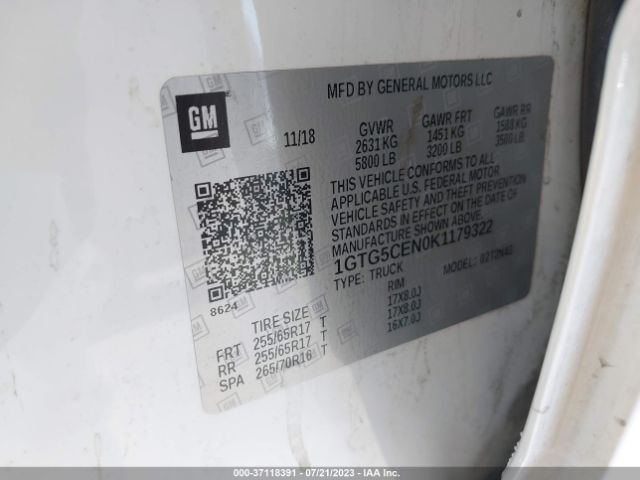 MFD BY GENERAL MOTORS LLC
GM
11/18
GVWR GAWR FRT GAWR RR
2631 KG 1451 KG 1588 KG
5800 LB 3200 LB 3500 LB
THIS VEHICLE CONFORMS TO ALL
APPLICABLE U.S. FEDERAL MOTOR
VEHICLE SAFETY AND THEFT PREVENTION
STANDARDS IN EFFECT ON THE DATE OF
MANUFACTURE SHOWN ABOVE.
1GTG5CEN0K1179322
TYPE: TRUCK MODEL:
8624
TIRE SIZE RIM
FRT 255/65R17 T 17X8.0J
RR 255/65R17 T 17X8.0J
SPA 265/70R16 T 16X7.0J
000-37118391 - 07/21/2023 - IAA Inc.